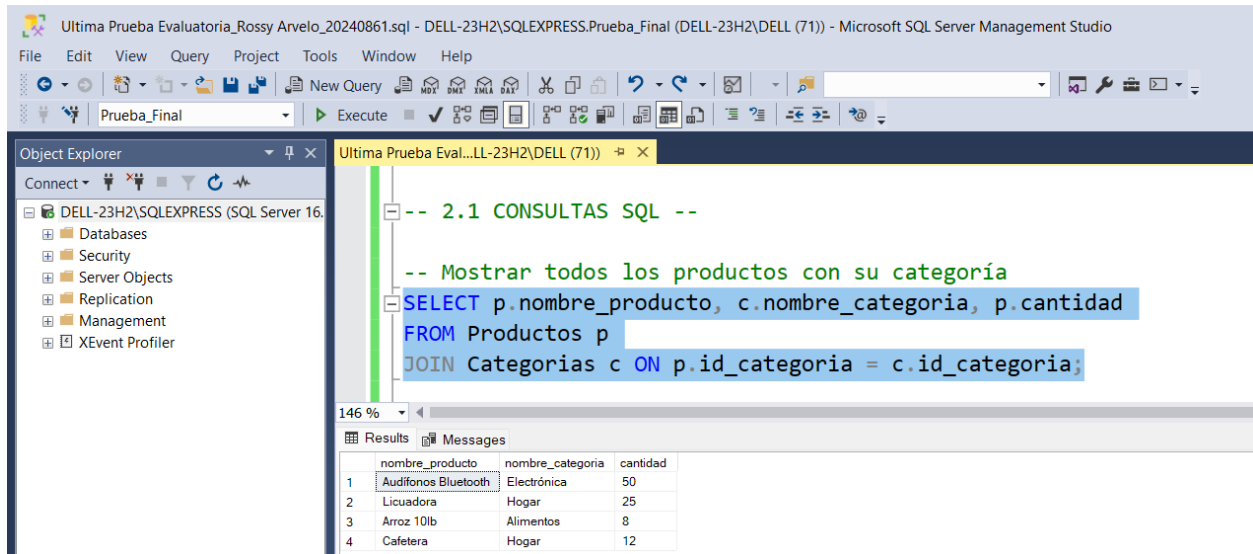 Ultima Prueba Evaluatoria_Rossy Arvelo_20240861.sql - DELL-23H2\SQLEXPRESS.Prueba_Final (DELL-23H2\DELL (71)) - Microsoft SQL Server Management Studio
File Edit View Query Project Tools Window Help
New Query MDX DMX XMLA DAX
Prueba_Final Execute
Object Explorer
Ultima Prueba Eval...LL-23H2\DELL (71))
Connect
DELL-23H2\SQLEXPRESS (SQL Server 16.
Databases
Security
Server Objects
Replication
Management
XEvent Profiler
-- 2.1 CONSULTAS SQL --
-- Mostrar todos los productos con su categoría
SELECT p.nombre_producto, c.nombre_categoria, p.cantidad
FROM Productos p
JOIN Categorias c ON p.id_categoria = c.id_categoria;
146 %
Results Messages
nombre_producto nombre_categoria cantidad
1 Audífonos Bluetooth Electrónica 50
2 Licuadora Hogar 25
3 Arroz 10lb Alimentos 8
4 Cafetera Hogar 12